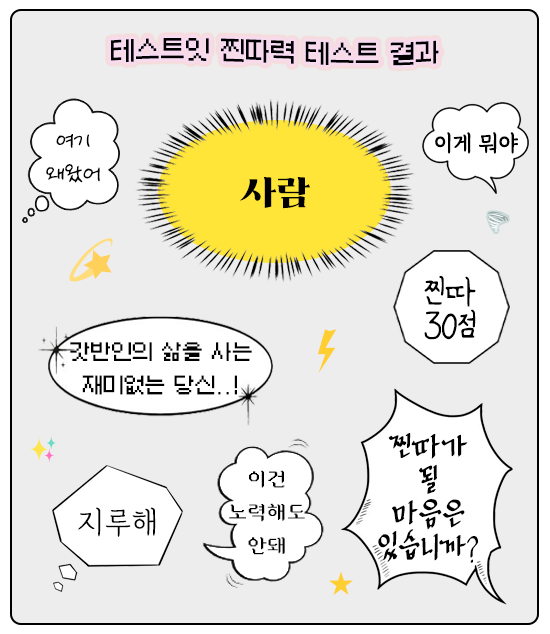 테스트잇 찐따력 테스트 결과
여기
왜왔어
사람
이게 뭐야
찐따
30점
갓반인의 삶을 사는
재미없는 당신..!
찐따가
될
마음은
있습니까?
지루해
이건
노력해도
안돼